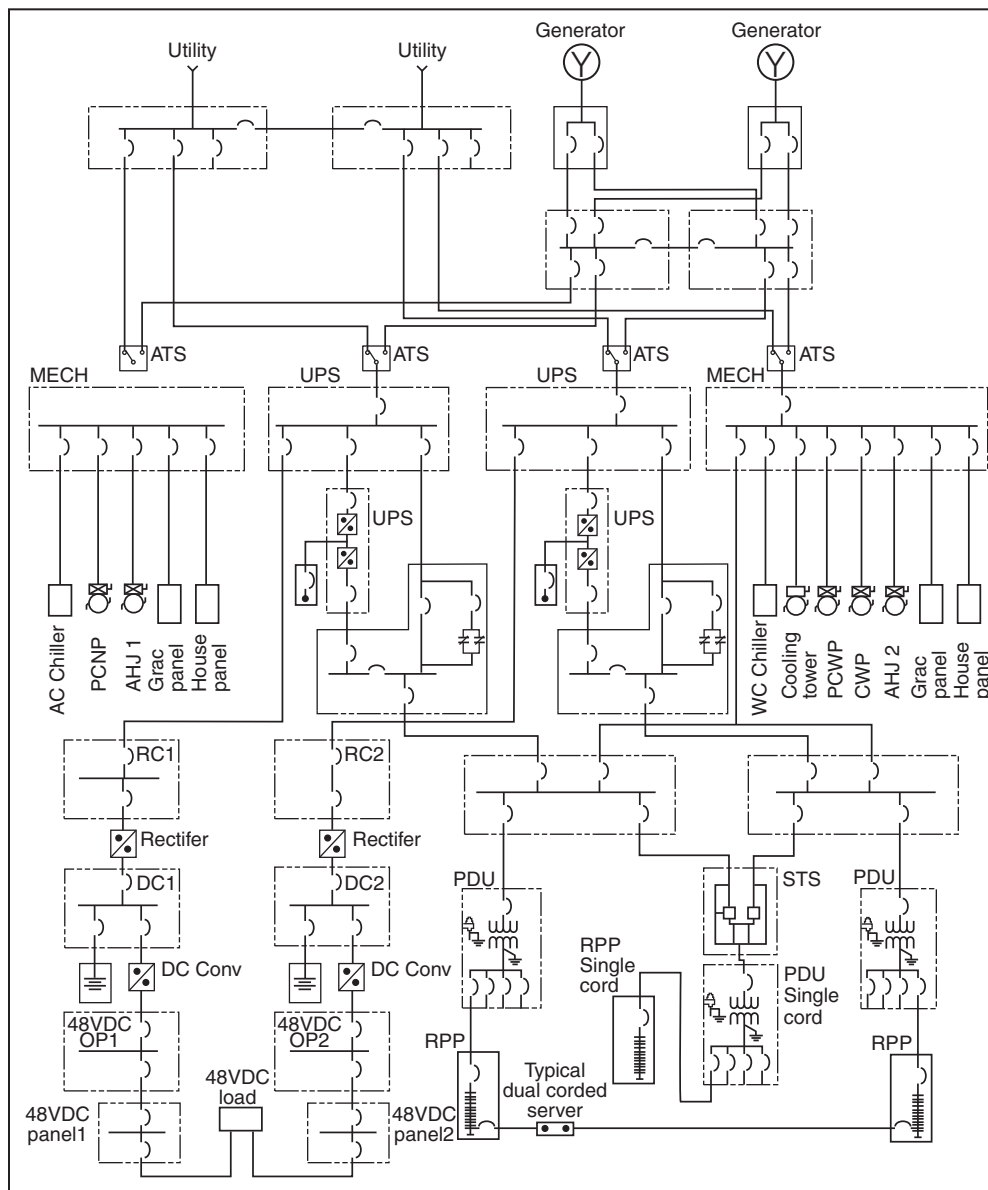 Utility
Utility
Generator
Generator
Y
Y
ATS
ATS
ATS
ATS
MECH
UPS
UPS
MECH
UPS
UPS
AC Chiller
PCNP
AHJ 1
Grac
panel
House
panel
WC Chiller
Cooling
tower
PCWP
CWP
AHJ 2
Grac
panel
House
panel
RC1
RC2
Rectifer
Rectifer
DC1
DC2
PDU
STS
PDU
DC Conv
DC Conv
RPP
Single
cord
PDU
Single
cord
48VDC
OP1
48VDC
OP2
RPP
RPP
48VDC
load
Typical
dual corded
server
48VDC
panel1
48VDC
panel2